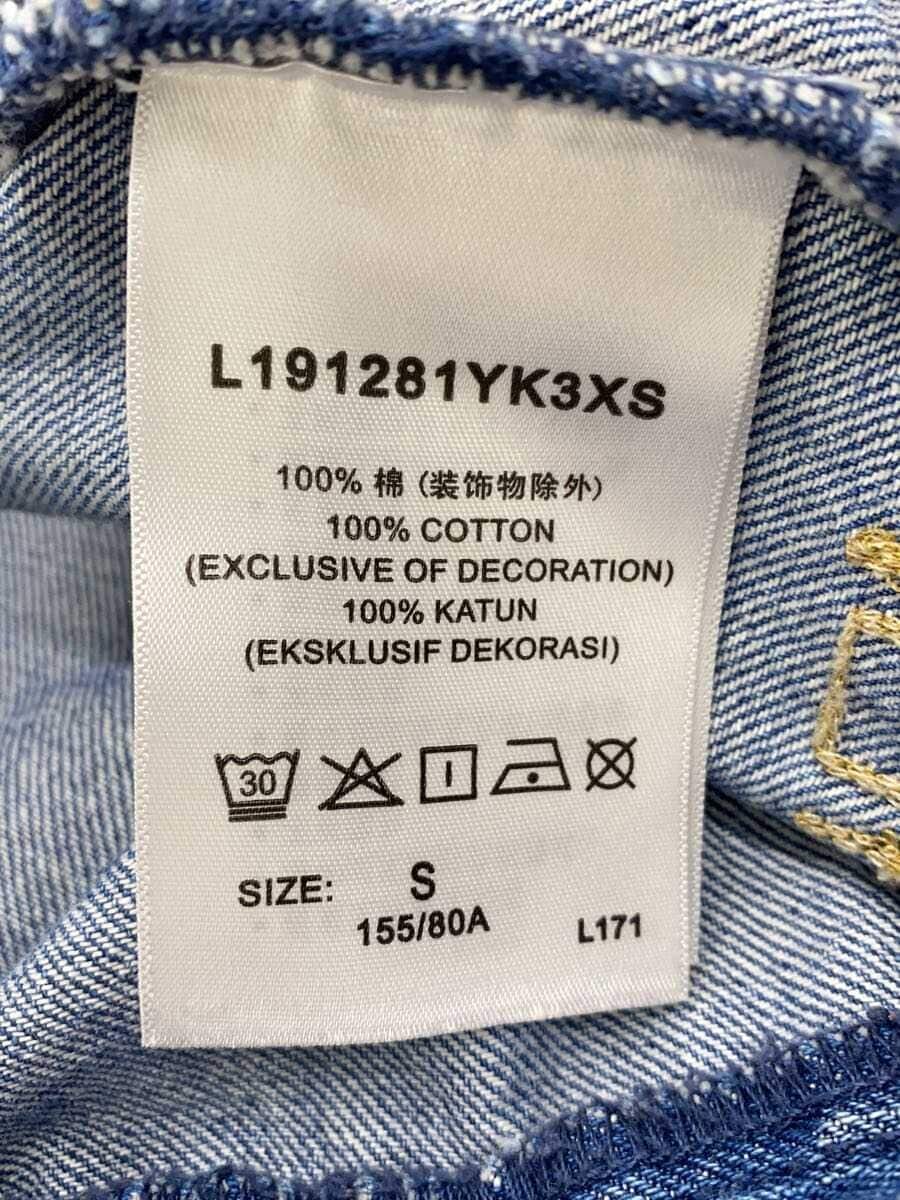 L191281YK3XS
100% 棉 (装饰物除外)
100% COTTON
(EXCLUSIVE OF DECORATION)
100% KATUN
(EKSKLUSIF DEKORASI)
30
SIZE: S
155/80A L171